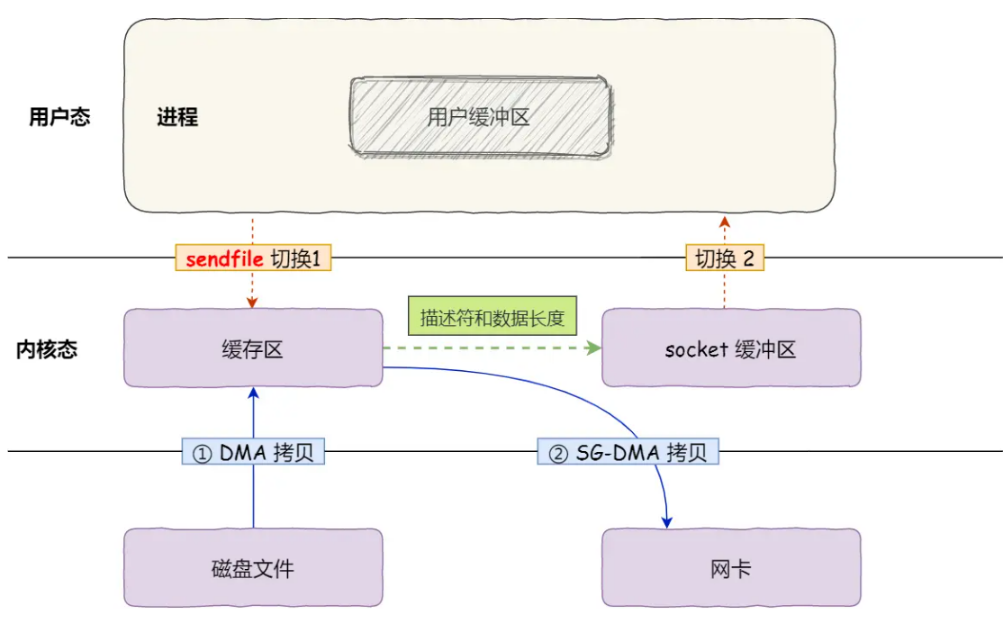 用户态
进程
用户缓冲区
sendfile 切换1
切换 2
内核态
缓存区
描述符和数据长度
socket 缓冲区
① DMA 拷贝
② SG-DMA 拷贝
磁盘文件
网卡